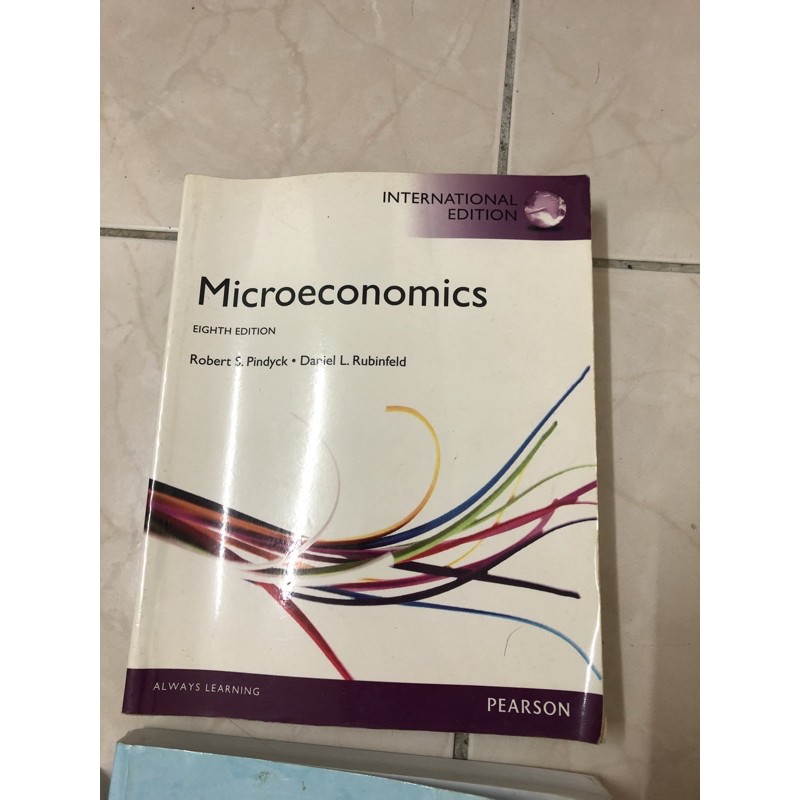 INTERNATIONAL
EDITION
Microeconomics
EIGHTH EDITION
Robert S. Pindyck • Daniel L. Rubinfeld
ALWAYS LEARNING
PEARSON